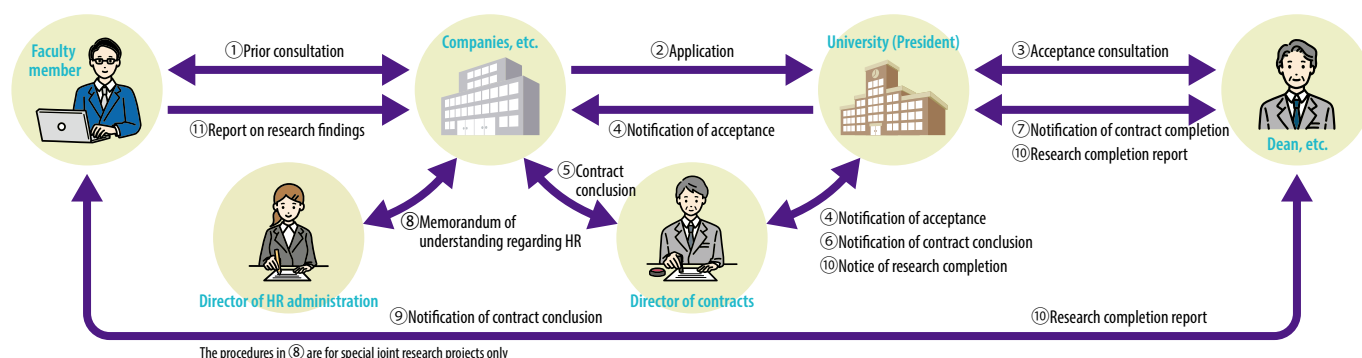 Faculty
member
①Prior consultation
Companies, etc.
②Application
University (President)
③Acceptance consultation
⑪Report on research findings
④Notification of acceptance
⑦Notification of contract completion
⑩Research completion report
Dean, etc.
⑤Contract
conclusion
⑧Memorandum of
understanding regarding HR
④Notification of acceptance
⑥Notification of contract conclusion
⑩Notice of research completion
Director of HR administration
Director of contracts
⑨Notification of contract conclusion
⑩Research completion report
The procedures in ⑧ are for special joint research projects only